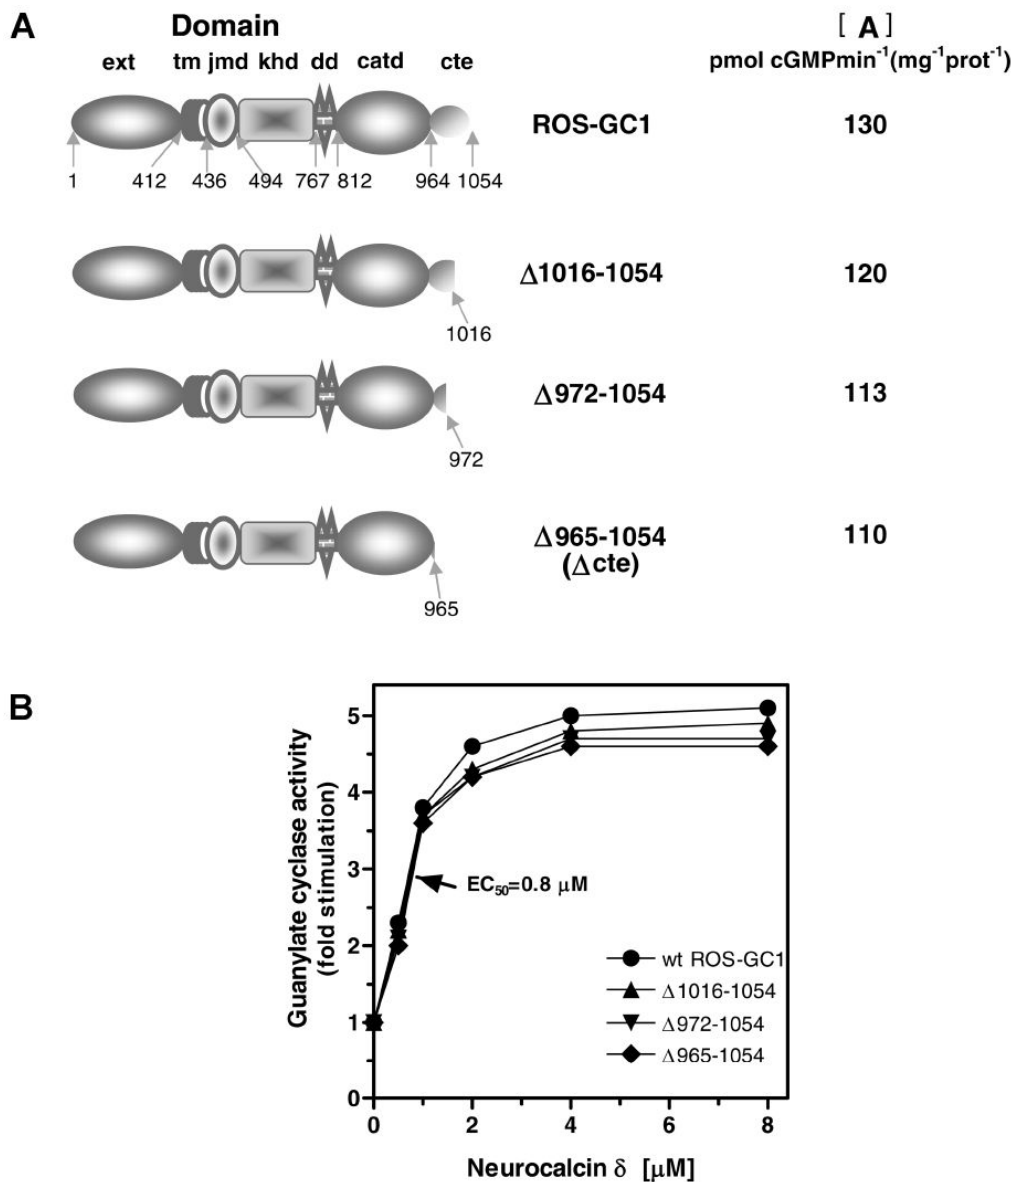 A
Domain
[ A ]
ext tm jmd khd dd catd cte
pmol cGMPmin⁻¹(mg⁻¹prot⁻¹)
ROS-GC1 130
1 412 436 494 767 812 964 1054
Δ1016-1054 120
1016
Δ972-1054 113
972
Δ965-1054 110
(Δcte)
965
B
5
4
3
2
1
0
Guanylate cyclase activity
(fold stimulation)
EC₅₀=0.8 µM
wt ROS-GC1
Δ1016-1054
Δ972-1054
Δ965-1054
0 2 4 6 8
Neurocalcin δ [µM]